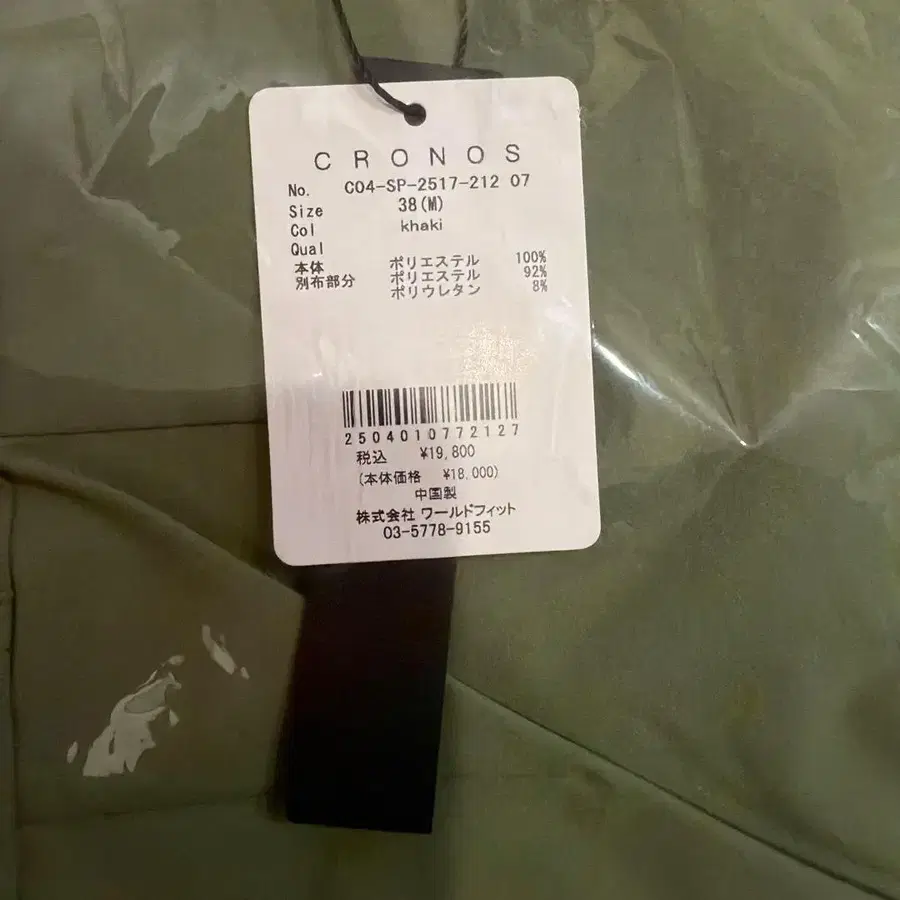 CRONOS
No. C04-SP-2517-212 07
Size 38(M)
Col khaki
Qual
本体 ポリエステル 100%
別布部分 ポリエステル 92%
ポリウレタン 8%
2504010772127
税込 ¥19,800
(本体価格 ¥18,000)
中国製
株式会社 ワールドフィット
03-5778-9155